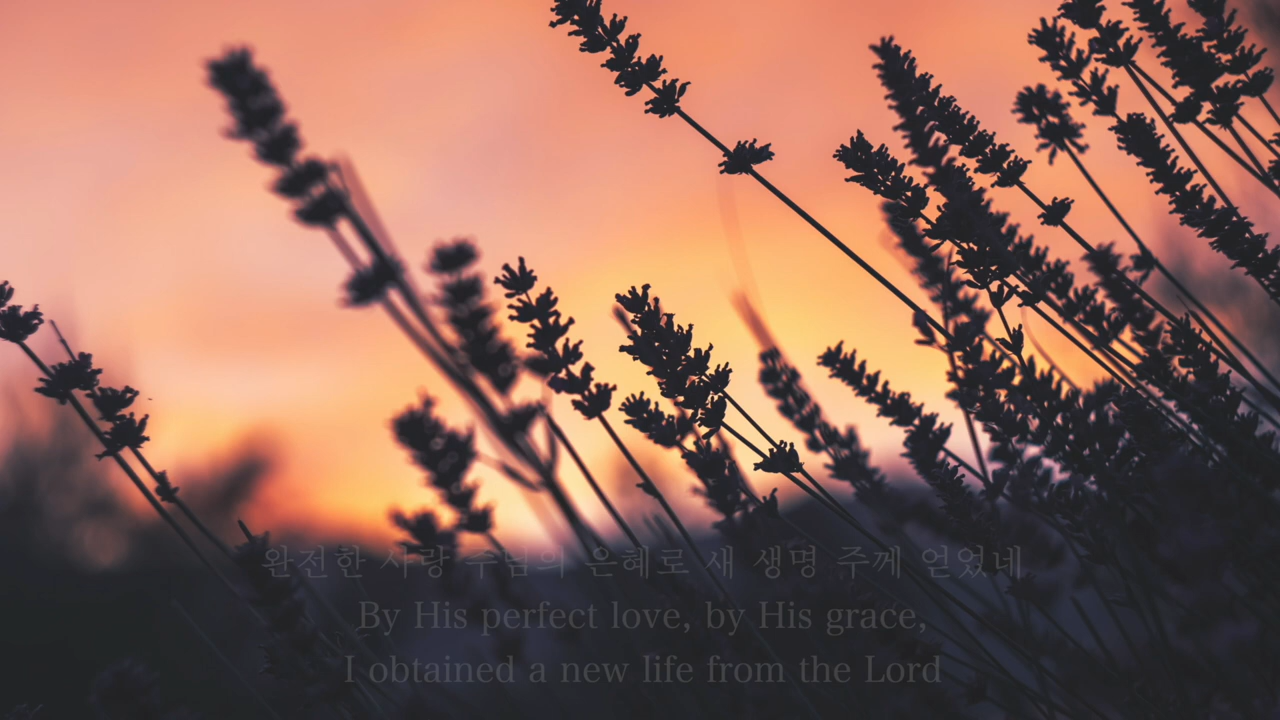 완전한 사랑 주님의 은혜로 새 생명 주께 얻었네
By His perfect love, by His grace,
I obtained a new life from the Lord